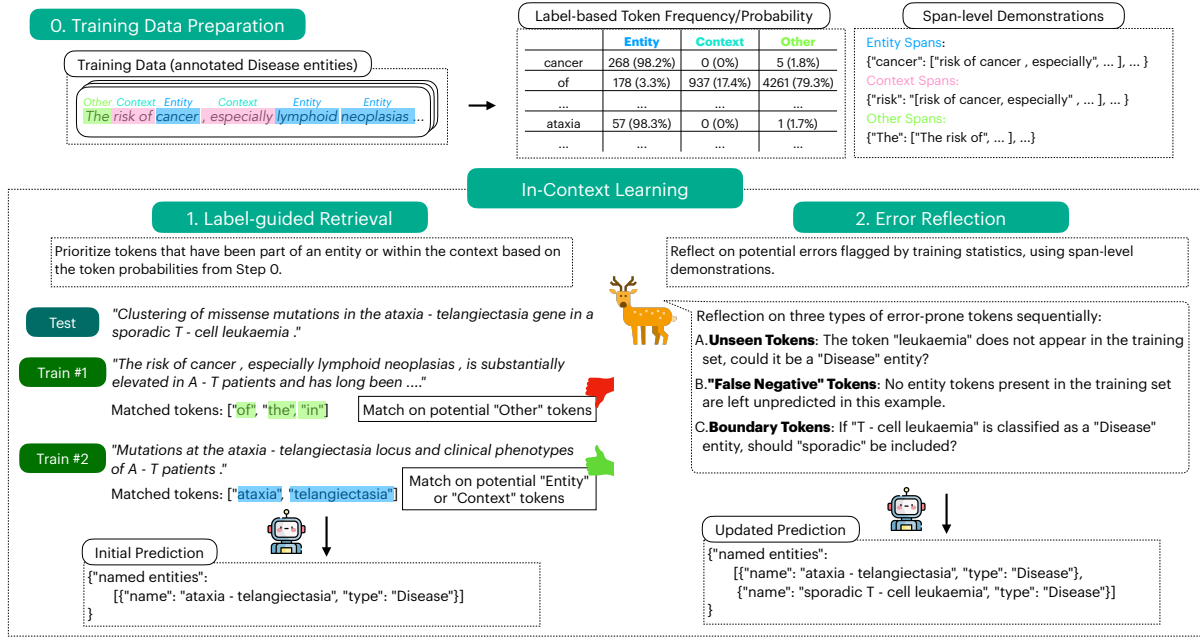 0. Training Data Preparation
Training Data (annotated Disease entities)
Other Context Entity Context Entity Entity
The risk of cancer , especially lymphoid neoplasias ...
Label-based Token Frequency/Probability
Entity Context Other
cancer 268 (98.2%) 0 (0%) 5 (1.8%)
of 178 (3.3%) 937 (17.4%) 4261 (79.3%)
... ... ...
ataxia 57 (98.3%) 0 (0%) 1 (1.7%)
... ... ...
Span-level Demonstrations
Entity Spans:
{"cancer": ["risk of cancer , especially", ... ], ... }
Context Spans:
{"risk": "[risk of cancer, especially" , ... ], ... }
Other Spans:
{"The": ["The risk of", ... ], ...}
In-Context Learning
1. Label-guided Retrieval
Prioritize tokens that have been part of an entity or within the context based on
the token probabilities from Step 0.
Test
"Clustering of missense mutations in the ataxia - telangiectasia gene in a
sporadic T - cell leukaemia ."
Train #1
"The risk of cancer , especially lymphoid neoplasias , is substantially
elevated in A - T patients and has long been ...."
Matched tokens: ["of", "the", "in"]
Match on potential "Other" tokens
Train #2
"Mutations at the ataxia - telangiectasia locus and clinical phenotypes
of A - T patients ."
Matched tokens: ["ataxia", "telangiectasia"]
Match on potential "Entity"
or "Context" tokens
Initial Prediction
{"named entities":
[{"name": "ataxia - telangiectasia", "type": "Disease"}]
}
2. Error Reflection
Reflect on potential errors flagged by training statistics, using span-level
demonstrations.
Reflection on three types of error-prone tokens sequentially:
A.Unseen Tokens: The token "leukaemia" does not appear in the training
set, could it be a "Disease" entity?
B."False Negative" Tokens: No entity tokens present in the training set
are left unpredicted in this example.
C.Boundary Tokens: If "T - cell leukaemia" is classified as a "Disease"
entity, should "sporadic" be included?
Updated Prediction
{"named entities":
[{"name": "ataxia - telangiectasia", "type": "Disease"},
{"name": "sporadic T - cell leukaemia", "type": "Disease"}]
}